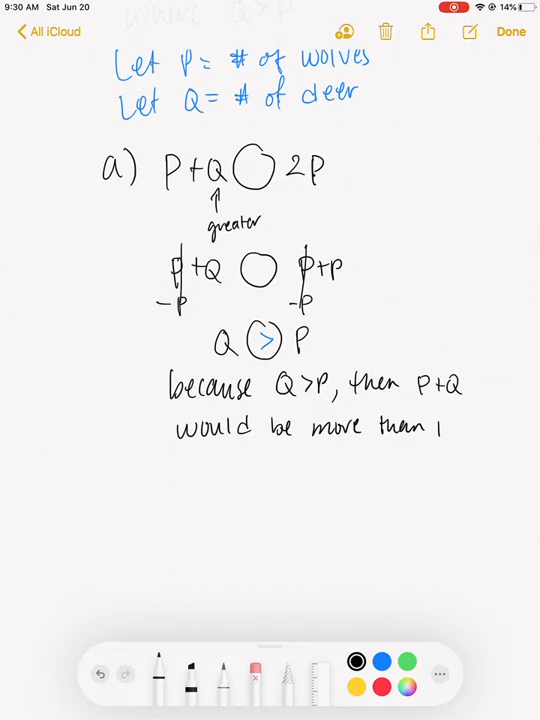 9:30 AM Sat Jun 20
14%
where Q>P
All iCloud
Done
Let P = # of wolves
Let Q = # of deer
a) P+Q ◯ 2P
↑
greater
P+Q ◯ P+P
-P -P
Q > P
because Q>P, then P+Q
would be more than